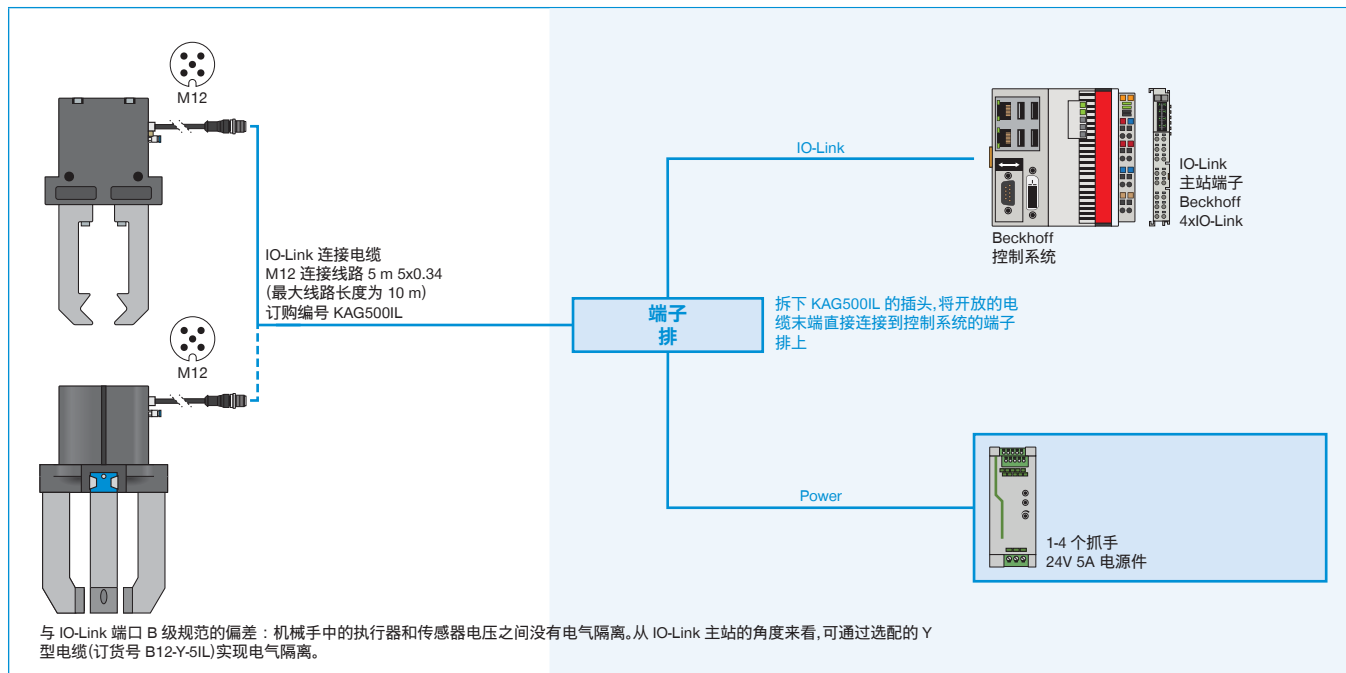 M12
IO-Link 连接电缆
M12 连接线路 5 m 5x0.34
(最大线路长度为 10 m)
订购编号 KAG500IL
M12
IO-Link
Beckhoff
控制系统
IO-Link
主站端子
Beckhoff
4xIO-Link
端子
排
拆下 KAG500IL 的插头,将开放的电
缆末端直接连接到控制系统的端子
排上
Power
1-4 个抓手
24V 5A 电源件
与 IO-Link 端口 B 级规范的偏差：机械手中的执行器和传感器电压之间没有电气隔离。从 IO-Link 主站的角度来看,可通过选配的 Y
型电缆(订货号 B12-Y-5IL)实现电气隔离。